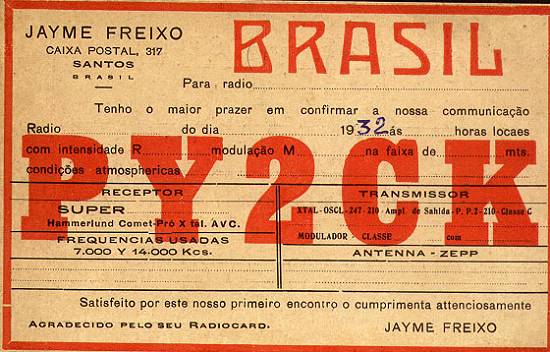 JAYME FREIXO
CAIXA POSTAL, 317
SANTOS
BRASIL
BRASIL
Para radio
Tenho o maior prazer em confirmar a nossa communicação
Radio do dia 1932 ás horas locaes
com intensidade R modulação M na faixa de mts.
condições atmosphericas
PY2CK
RECEPTOR
SUPER
Hammerlund Comet-Pró X tal. AVC.
FREQUENCIAS USADAS
7.000 Y 14.000 Kcs.
TRANSMISSOR
XTAL-OSCL-247-210-Ampl. de Sahida-P. P.2-210-Classe C
MODULADOR - CLASSE com
ANTENNA - ZEPP
Satisfeito por este nosso primeiro encontro o cumprimenta attenciosamente
AGRADECIDO PELO SEU RADIOCARD.
JAYME FREIXO